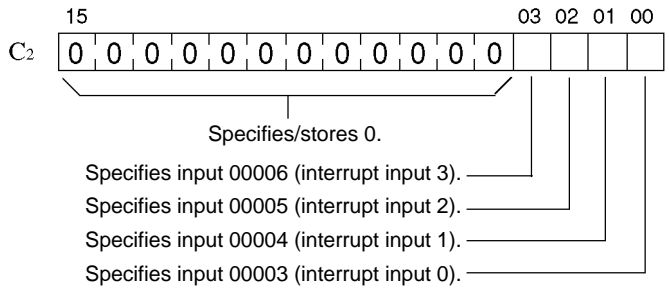 15 03 02 01 00
C2 0 0 0 0 0 0 0 0 0 0 0 0
Specifies/stores 0.
Specifies input 00006 (interrupt input 3).
Specifies input 00005 (interrupt input 2).
Specifies input 00004 (interrupt input 1).
Specifies input 00003 (interrupt input 0).